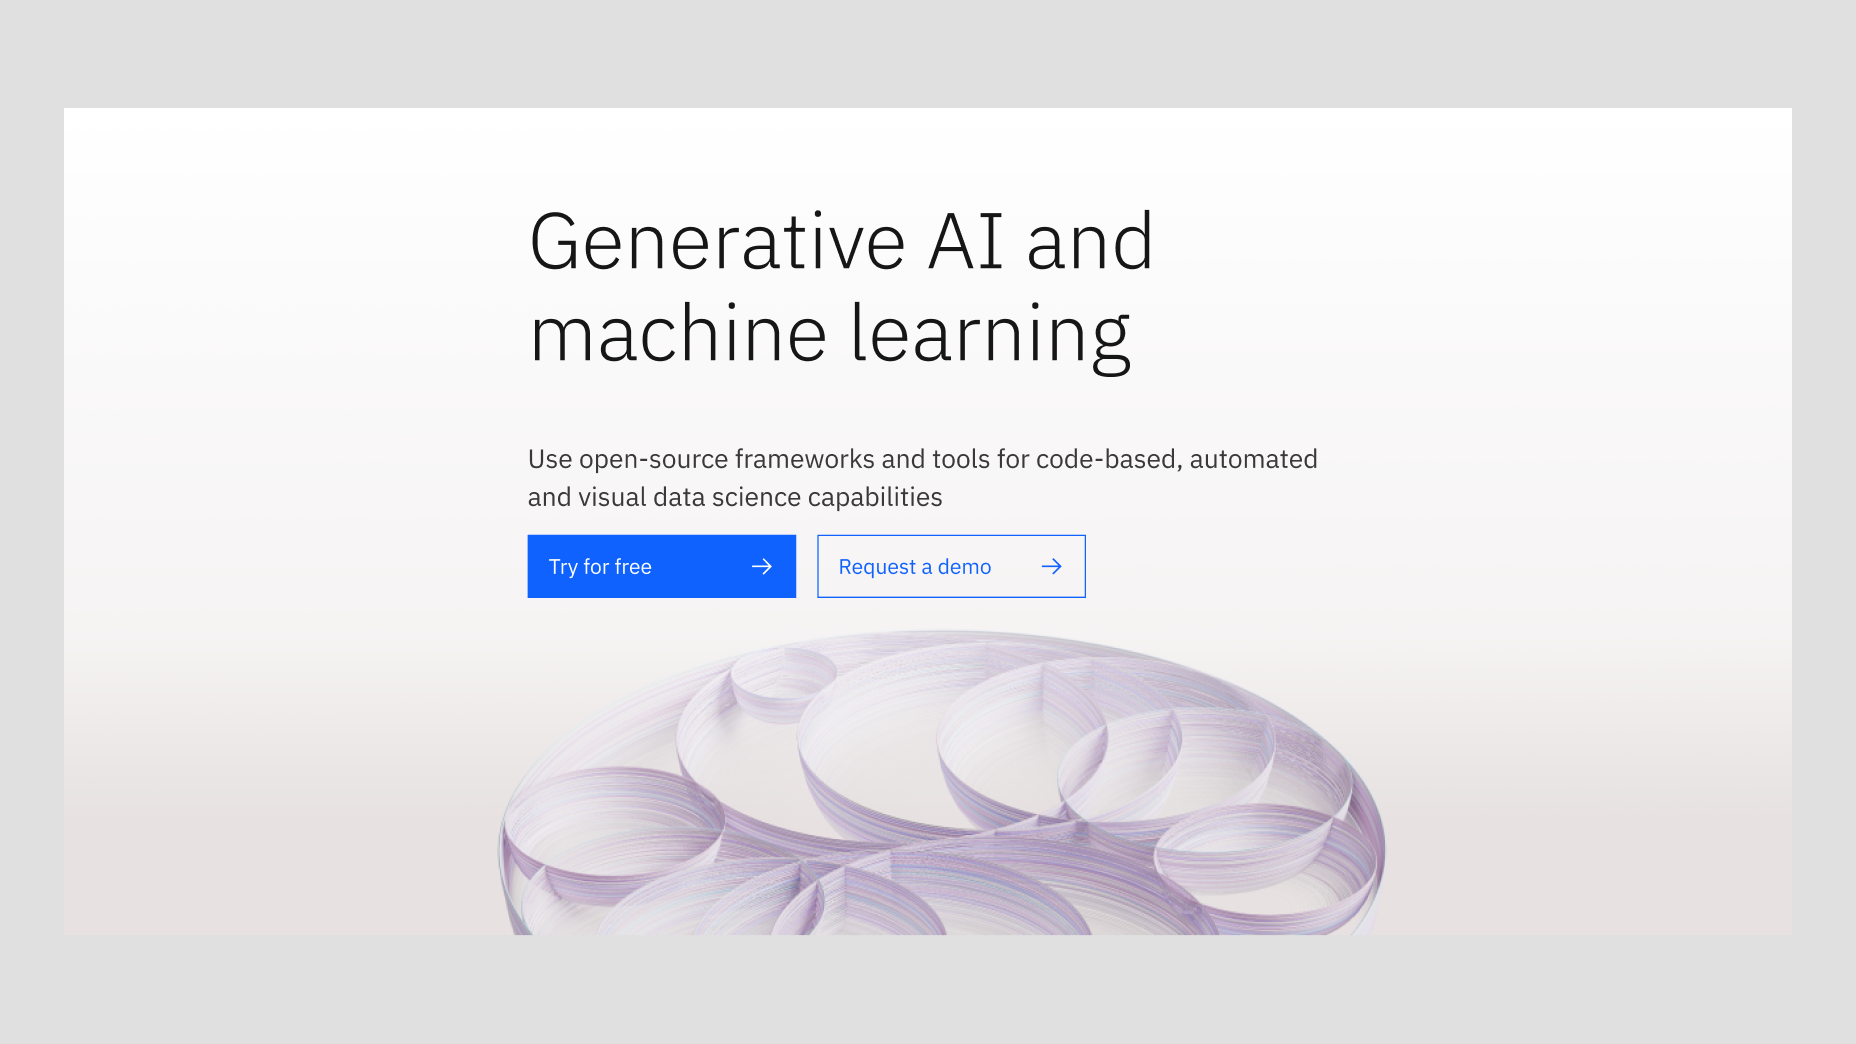 Generative AI and
machine learning
Use open-source frameworks and tools for code-based, automated
and visual data science capabilities
Try for free
Request a demo